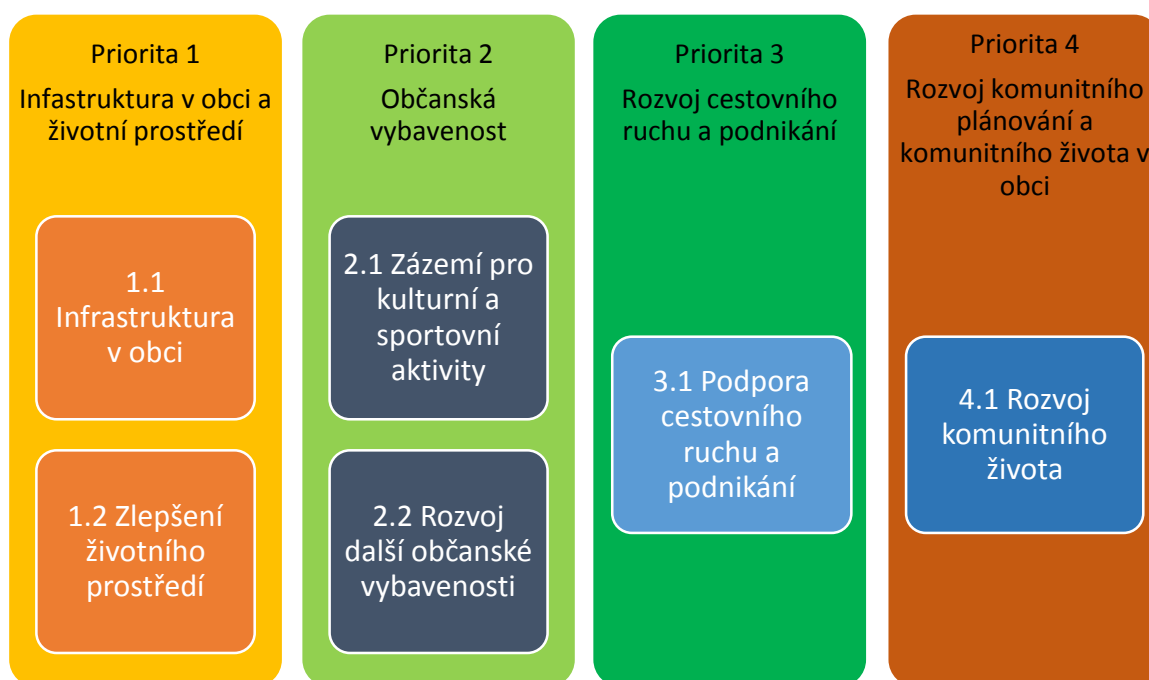 Priorita 1
Infastruktura v obci a
životní prostředí
1.1
Infrastruktura
v obci
1.2 Zlepšení
životního
prostředí
Priorita 2
Občanská
vybavenost
2.1 Zázemí pro
kulturní a
sportovní
aktivity
2.2 Rozvoj
další občanské
vybavenosti
Priorita 3
Rozvoj cestovního
ruchu a podnikání
3.1 Podpora
cestovního
ruchu a
podnikání
Priorita 4
Rozvoj komunitního
plánování a
komunitního života v
obci
4.1 Rozvoj
komunitního
života